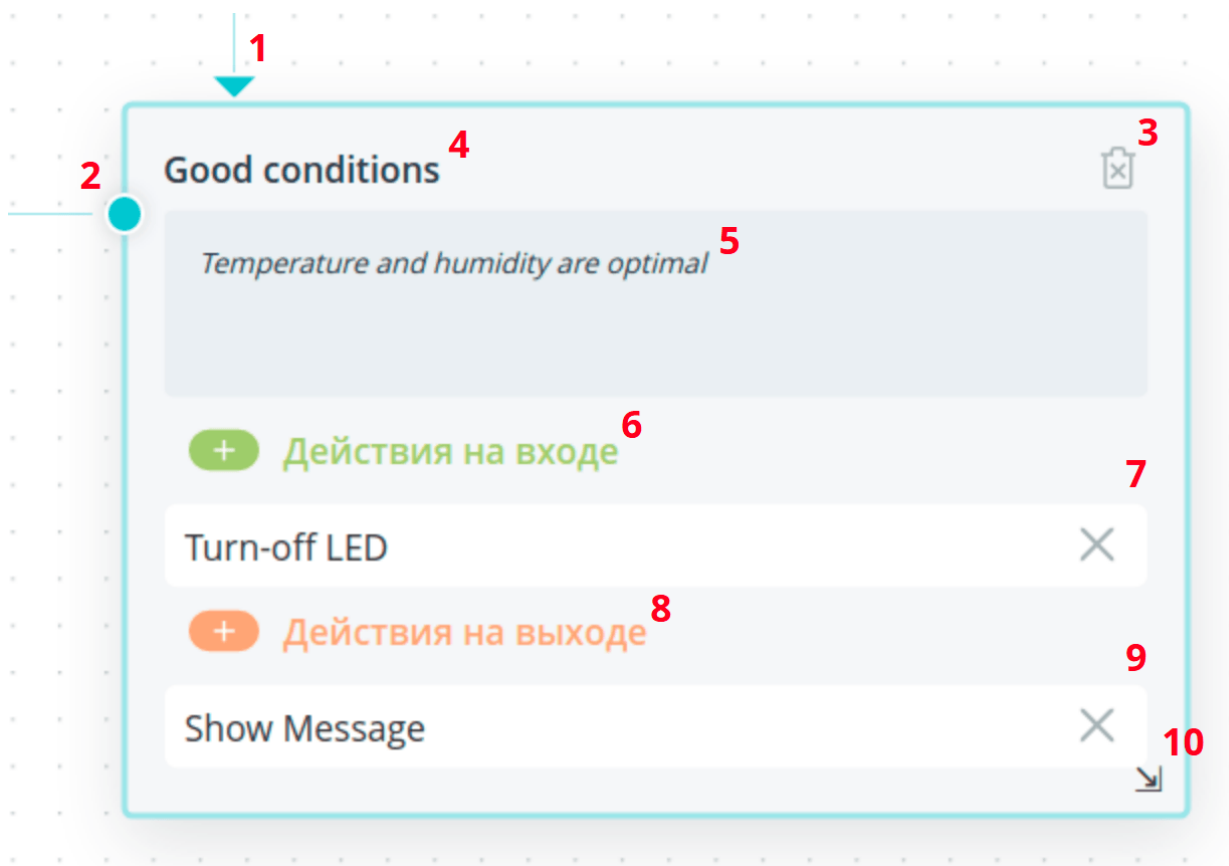 1
3
4
Good conditions
2
5
Temperature and humidity are optimal
6
+ Действия на входе
7
Turn-off LED
8
+ Действия на выходе
9
Show Message
10